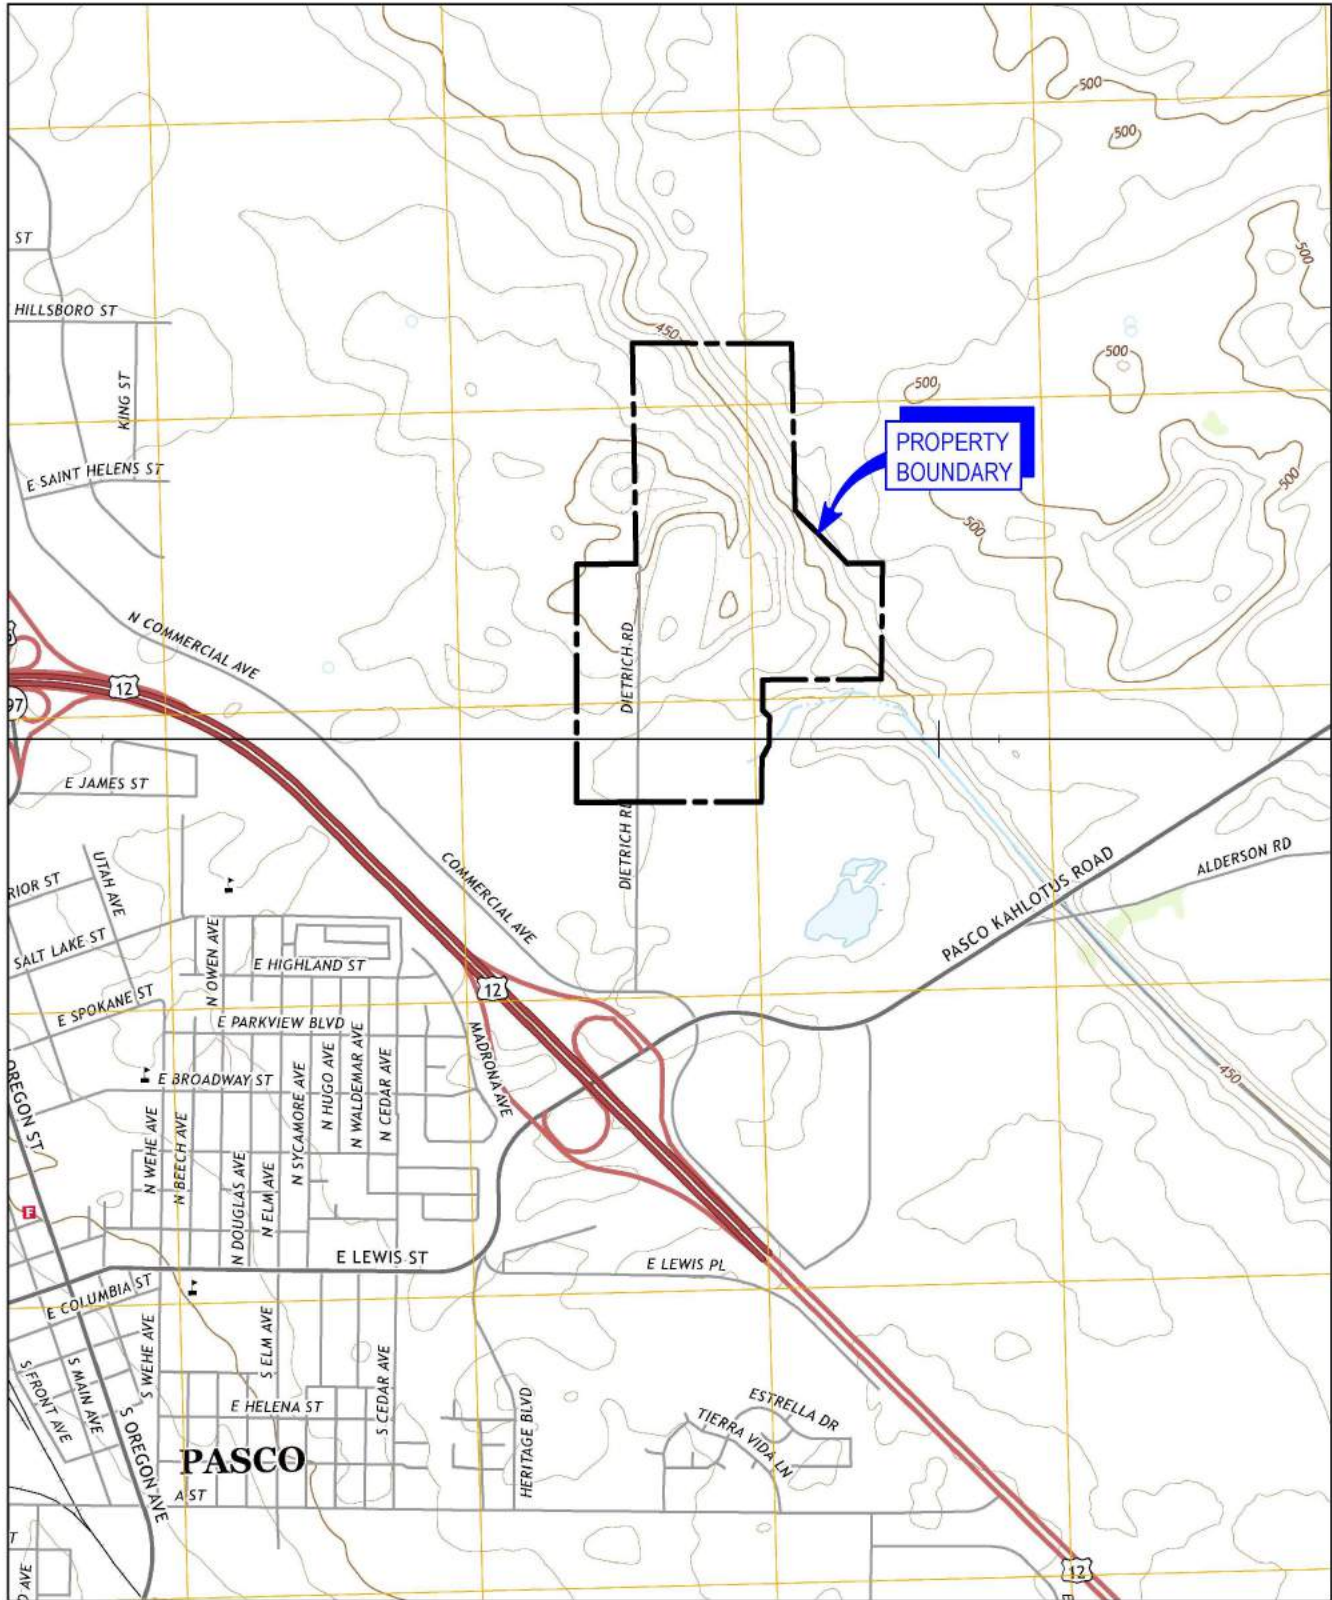 500
500
ST
500
HILLSBORO ST
450
500
KING ST
500
PROPERTY
BOUNDARY
E SAINT HELENS ST
500
500
N COMMERCIAL AVE
DIETRICH RD
12
97
E JAMES ST
DIETRICH RD
COMMERCIAL AVE
UTAH AVE
RIOR ST
ALDERSON RD
PASCO KAHLOTUS ROAD
SALT LAKE ST
N OWEN AVE
E HIGHLAND ST
12
E SPOKANE ST
E PARKVIEW BLVD
MADRONA AVE
E BROADWAY ST
N HUGO AVE
N WALDEMAR AVE
N CEDAR AVE
N SYCAMORE AVE
450
OREGON ST
N WEHE AVE
N BEECH AVE
N DOUGLAS AVE
N ELM AVE
F
E LEWIS ST
E LEWIS PL
E COLUMBIA ST
S WEHE AVE
S ELM AVE
S CEDAR AVE
S FRONT AVE
S MAIN AVE
E HELENA ST
HERITAGE BLVD
ESTRELLA DR
TIERRA VIDA LN
S OREGON AVE
PASCO
A ST
T
O AVE
12
E